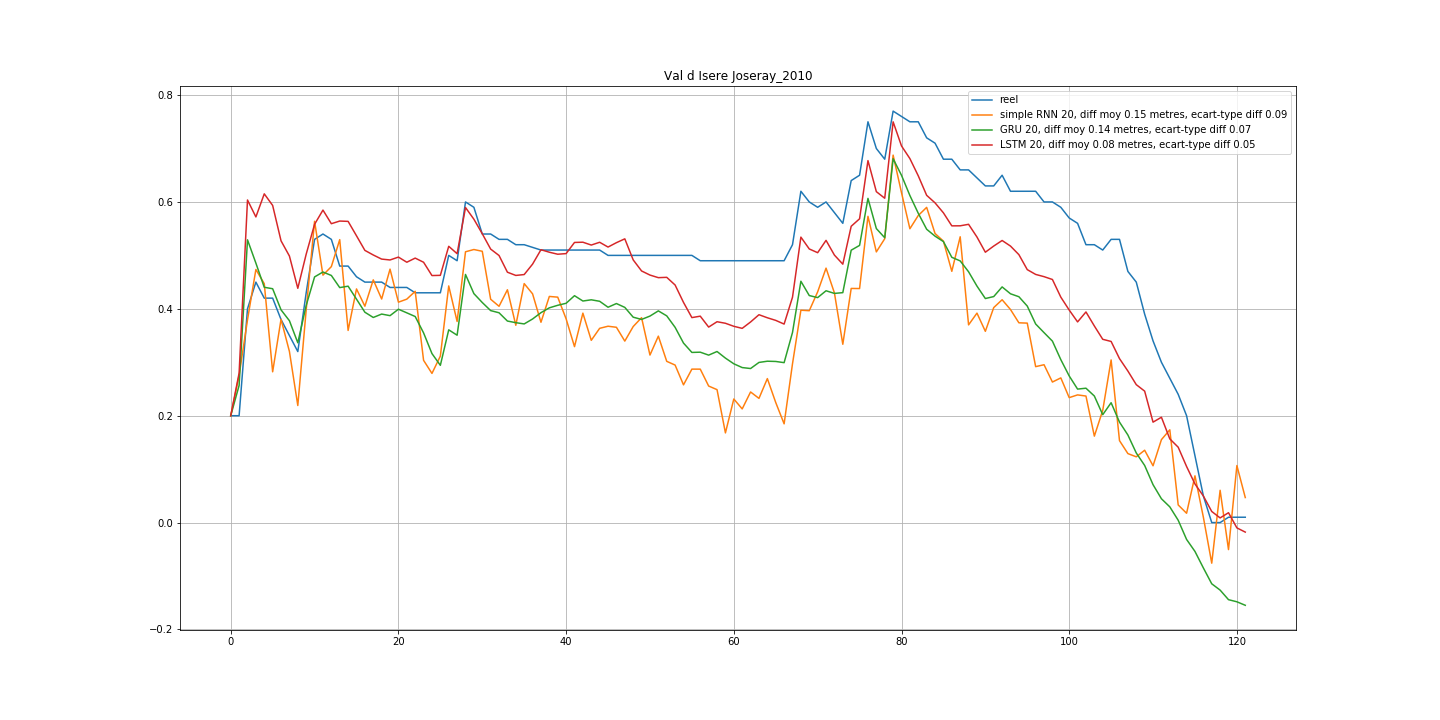 Val d Isere Joseray_2010
reel
simple RNN 20, diff moy 0.15 metres, ecart-type diff 0.09
GRU 20, diff moy 0.14 metres, ecart-type diff 0.07
LSTM 20, diff moy 0.08 metres, ecart-type diff 0.05
0.8
0.6
0.4
0.2
0.0
−0.2
0 20 40 60 80 100 120